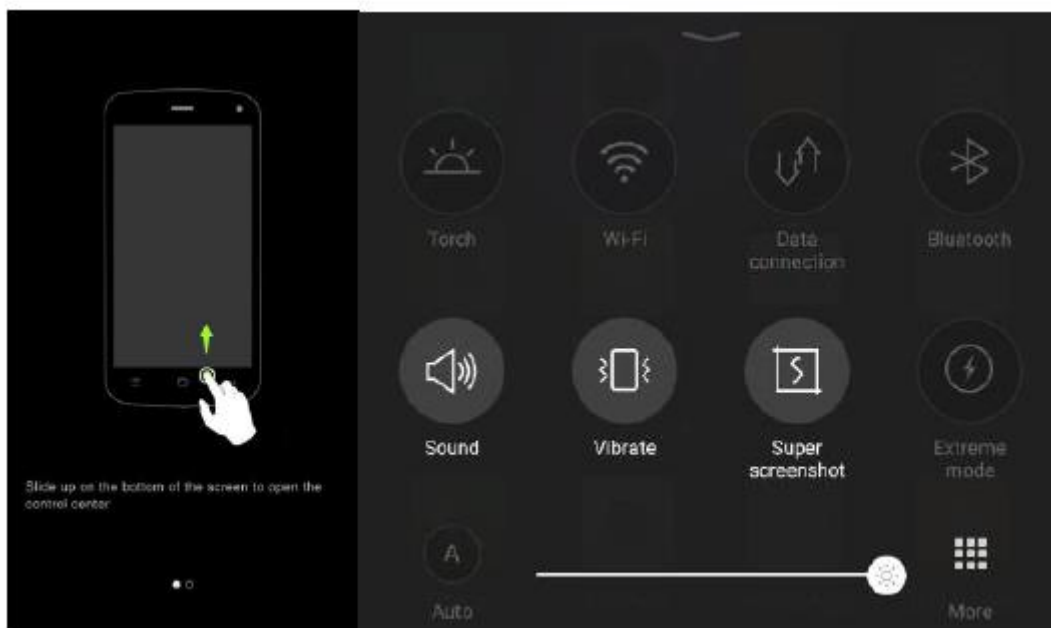 Slide up on the bottom of the screen to open the
control center
Torch
Wi-Fi
Data
connection
Bluetooth
Sound
Vibrate
Super
screenshot
Extreme
mode
A
Auto
More